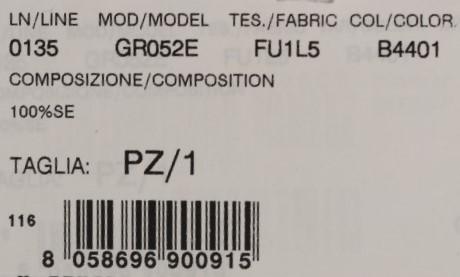 LN/LINE MOD/MODEL TES./FABRIC COL/COLOR.
0135 GR052E FU1L5 B4401
COMPOSIZIONE/COMPOSITION
100%SE
TAGLIA: PZ/1
116
8 058696 900915